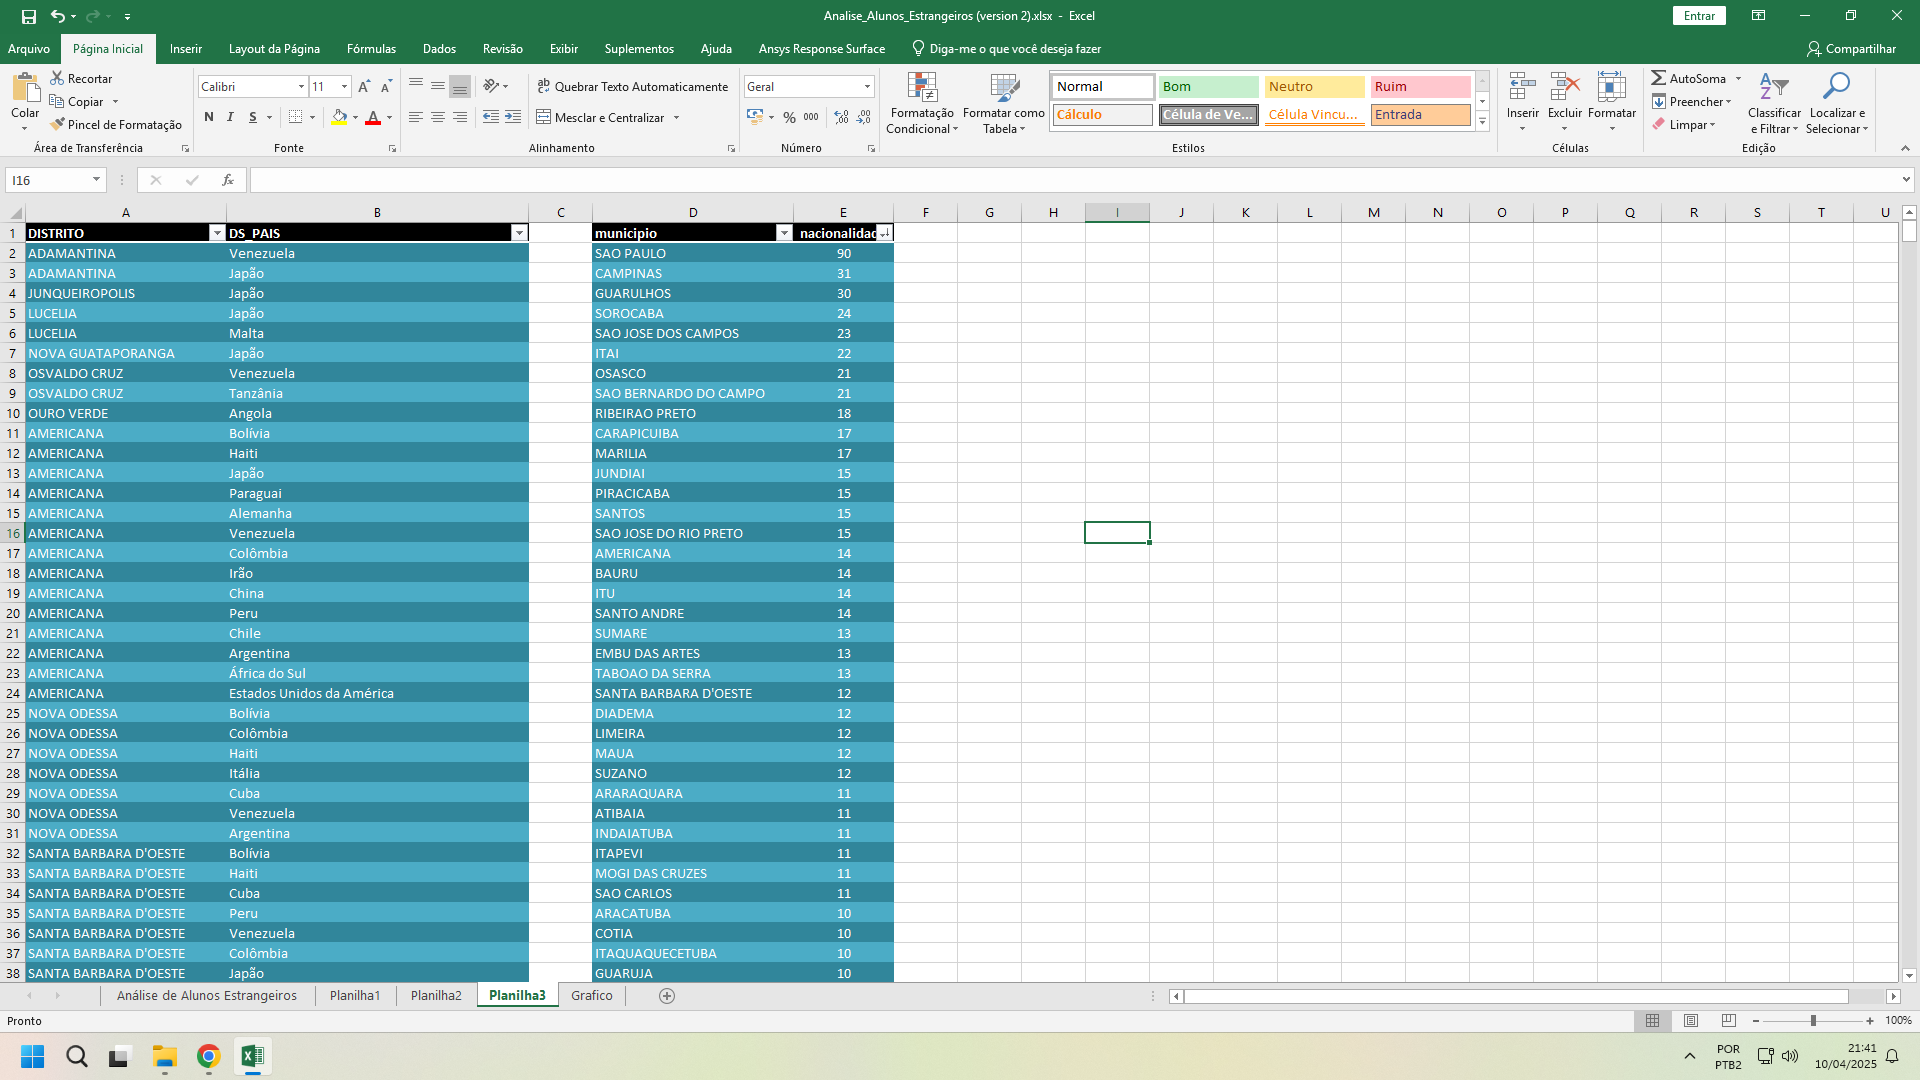 Analise_Alunos_Estrangeiros (version 2).xlsx - Excel
Entrar
Arquivo Página Inicial Inserir Layout da Página Fórmulas Dados Revisão Exibir Suplementos Ajuda Ansys Response Surface Diga-me o que você deseja fazer Compartilhar
Colar
Recortar
Copiar
Pincel de Formatação
Área de Transferência
Calibri 11
N I S
Fonte
Quebrar Texto Automaticamente
Mesclar e Centralizar
Alinhamento
Geral
% 000
Número
Formatação Condicional
Formatar como Tabela
Normal Bom Neutro Ruim
Cálculo Célula de Ve... Célula Vincu... Entrada
Estilos
Inserir Excluir Formatar
Células
AutoSoma
Preencher
Limpar
Classificar e Filtrar
Localizar e Selecionar
Edição
I16 fx
A B C D E F G H I J K L M N O P Q R S T U
1 DISTRITO DS_PAIS municipio nacionalidad
2 ADAMANTINA Venezuela SAO PAULO 90
3 ADAMANTINA Japão CAMPINAS 31
4 JUNQUEIROPOLIS Japão GUARULHOS 30
5 LUCELIA Japão SOROCABA 24
6 LUCELIA Malta SAO JOSE DOS CAMPOS 23
7 NOVA GUATAPORANGA Japão ITAI 22
8 OSVALDO CRUZ Venezuela OSASCO 21
9 OSVALDO CRUZ Tanzânia SAO BERNARDO DO CAMPO 21
10 OURO VERDE Angola RIBEIRAO PRETO 18
11 AMERICANA Bolívia CARAPICUIBA 17
12 AMERICANA Haiti MARILIA 17
13 AMERICANA Japão JUNDIAI 15
14 AMERICANA Paraguai PIRACICABA 15
15 AMERICANA Alemanha SANTOS 15
16 AMERICANA Venezuela SAO JOSE DO RIO PRETO 15
17 AMERICANA Colômbia AMERICANA 14
18 AMERICANA Irão BAURU 14
19 AMERICANA China ITU 14
20 AMERICANA Peru SANTO ANDRE 14
21 AMERICANA Chile SUMARE 13
22 AMERICANA Argentina EMBU DAS ARTES 13
23 AMERICANA África do Sul TABOAO DA SERRA 13
24 AMERICANA Estados Unidos da América SANTA BARBARA D'OESTE 12
25 NOVA ODESSA Bolívia DIADEMA 12
26 NOVA ODESSA Colômbia LIMEIRA 12
27 NOVA ODESSA Haiti MAUA 12
28 NOVA ODESSA Itália SUZANO 12
29 NOVA ODESSA Cuba ARARAQUARA 11
30 NOVA ODESSA Venezuela ATIBAIA 11
31 NOVA ODESSA Argentina INDAIATUBA 11
32 SANTA BARBARA D'OESTE Bolívia ITAPEVI 11
33 SANTA BARBARA D'OESTE Haiti MOGI DAS CRUZES 11
34 SANTA BARBARA D'OESTE Cuba SAO CARLOS 11
35 SANTA BARBARA D'OESTE Peru ARACATUBA 10
36 SANTA BARBARA D'OESTE Venezuela COTIA 10
37 SANTA BARBARA D'OESTE Colômbia ITAQUAQUECETUBA 10
38 SANTA BARBARA D'OESTE Japão GUARUJA 10
Análise de Alunos Estrangeiros Planilha1 Planilha2 Planilha3 Grafico
Pronto 100%
POR
PTB2
21:41
10/04/2025